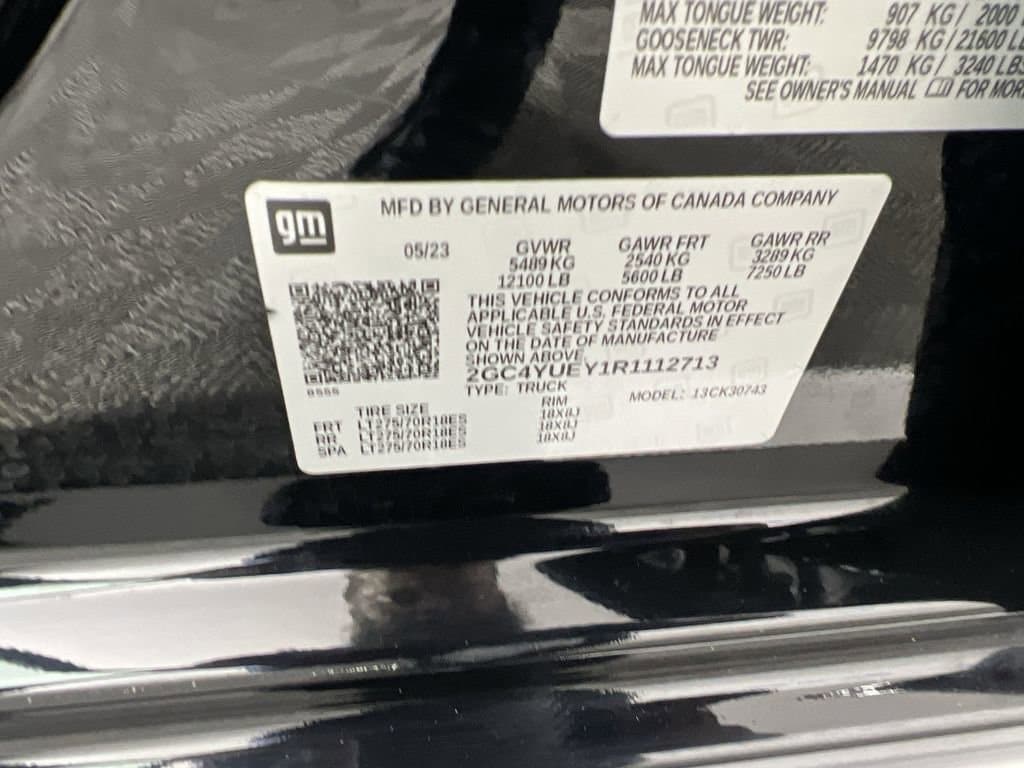 MAX TONGUE WEIGHT: 907 KG/ 2000
GOOSENECK TWR: 9798 KG/21600 LB
MAX TONGUE WEIGHT: 1470 KG/ 3240 LBS
SEE OWNER'S MANUAL FOR MORE
gm
MFD BY GENERAL MOTORS OF CANADA COMPANY
05/23 GVWR GAWR FRT GAWR RR
5489 KG 2540 KG 3289 KG
12100 LB 5600 LB 7250 LB
THIS VEHICLE CONFORMS TO ALL
APPLICABLE U.S. FEDERAL MOTOR
VEHICLE SAFETY STANDARDS IN EFFECT
ON THE DATE OF MANUFACTURE
SHOWN ABOVE
2GC4YUEY1R1112713
TYPE: TRUCK MODEL: 13CK30743
TIRE SIZE RIM
FRT LT275/70R18ES 18X8J
RR LT275/70R18ES 18X8J
SPA LT275/70R18ES 18X8J